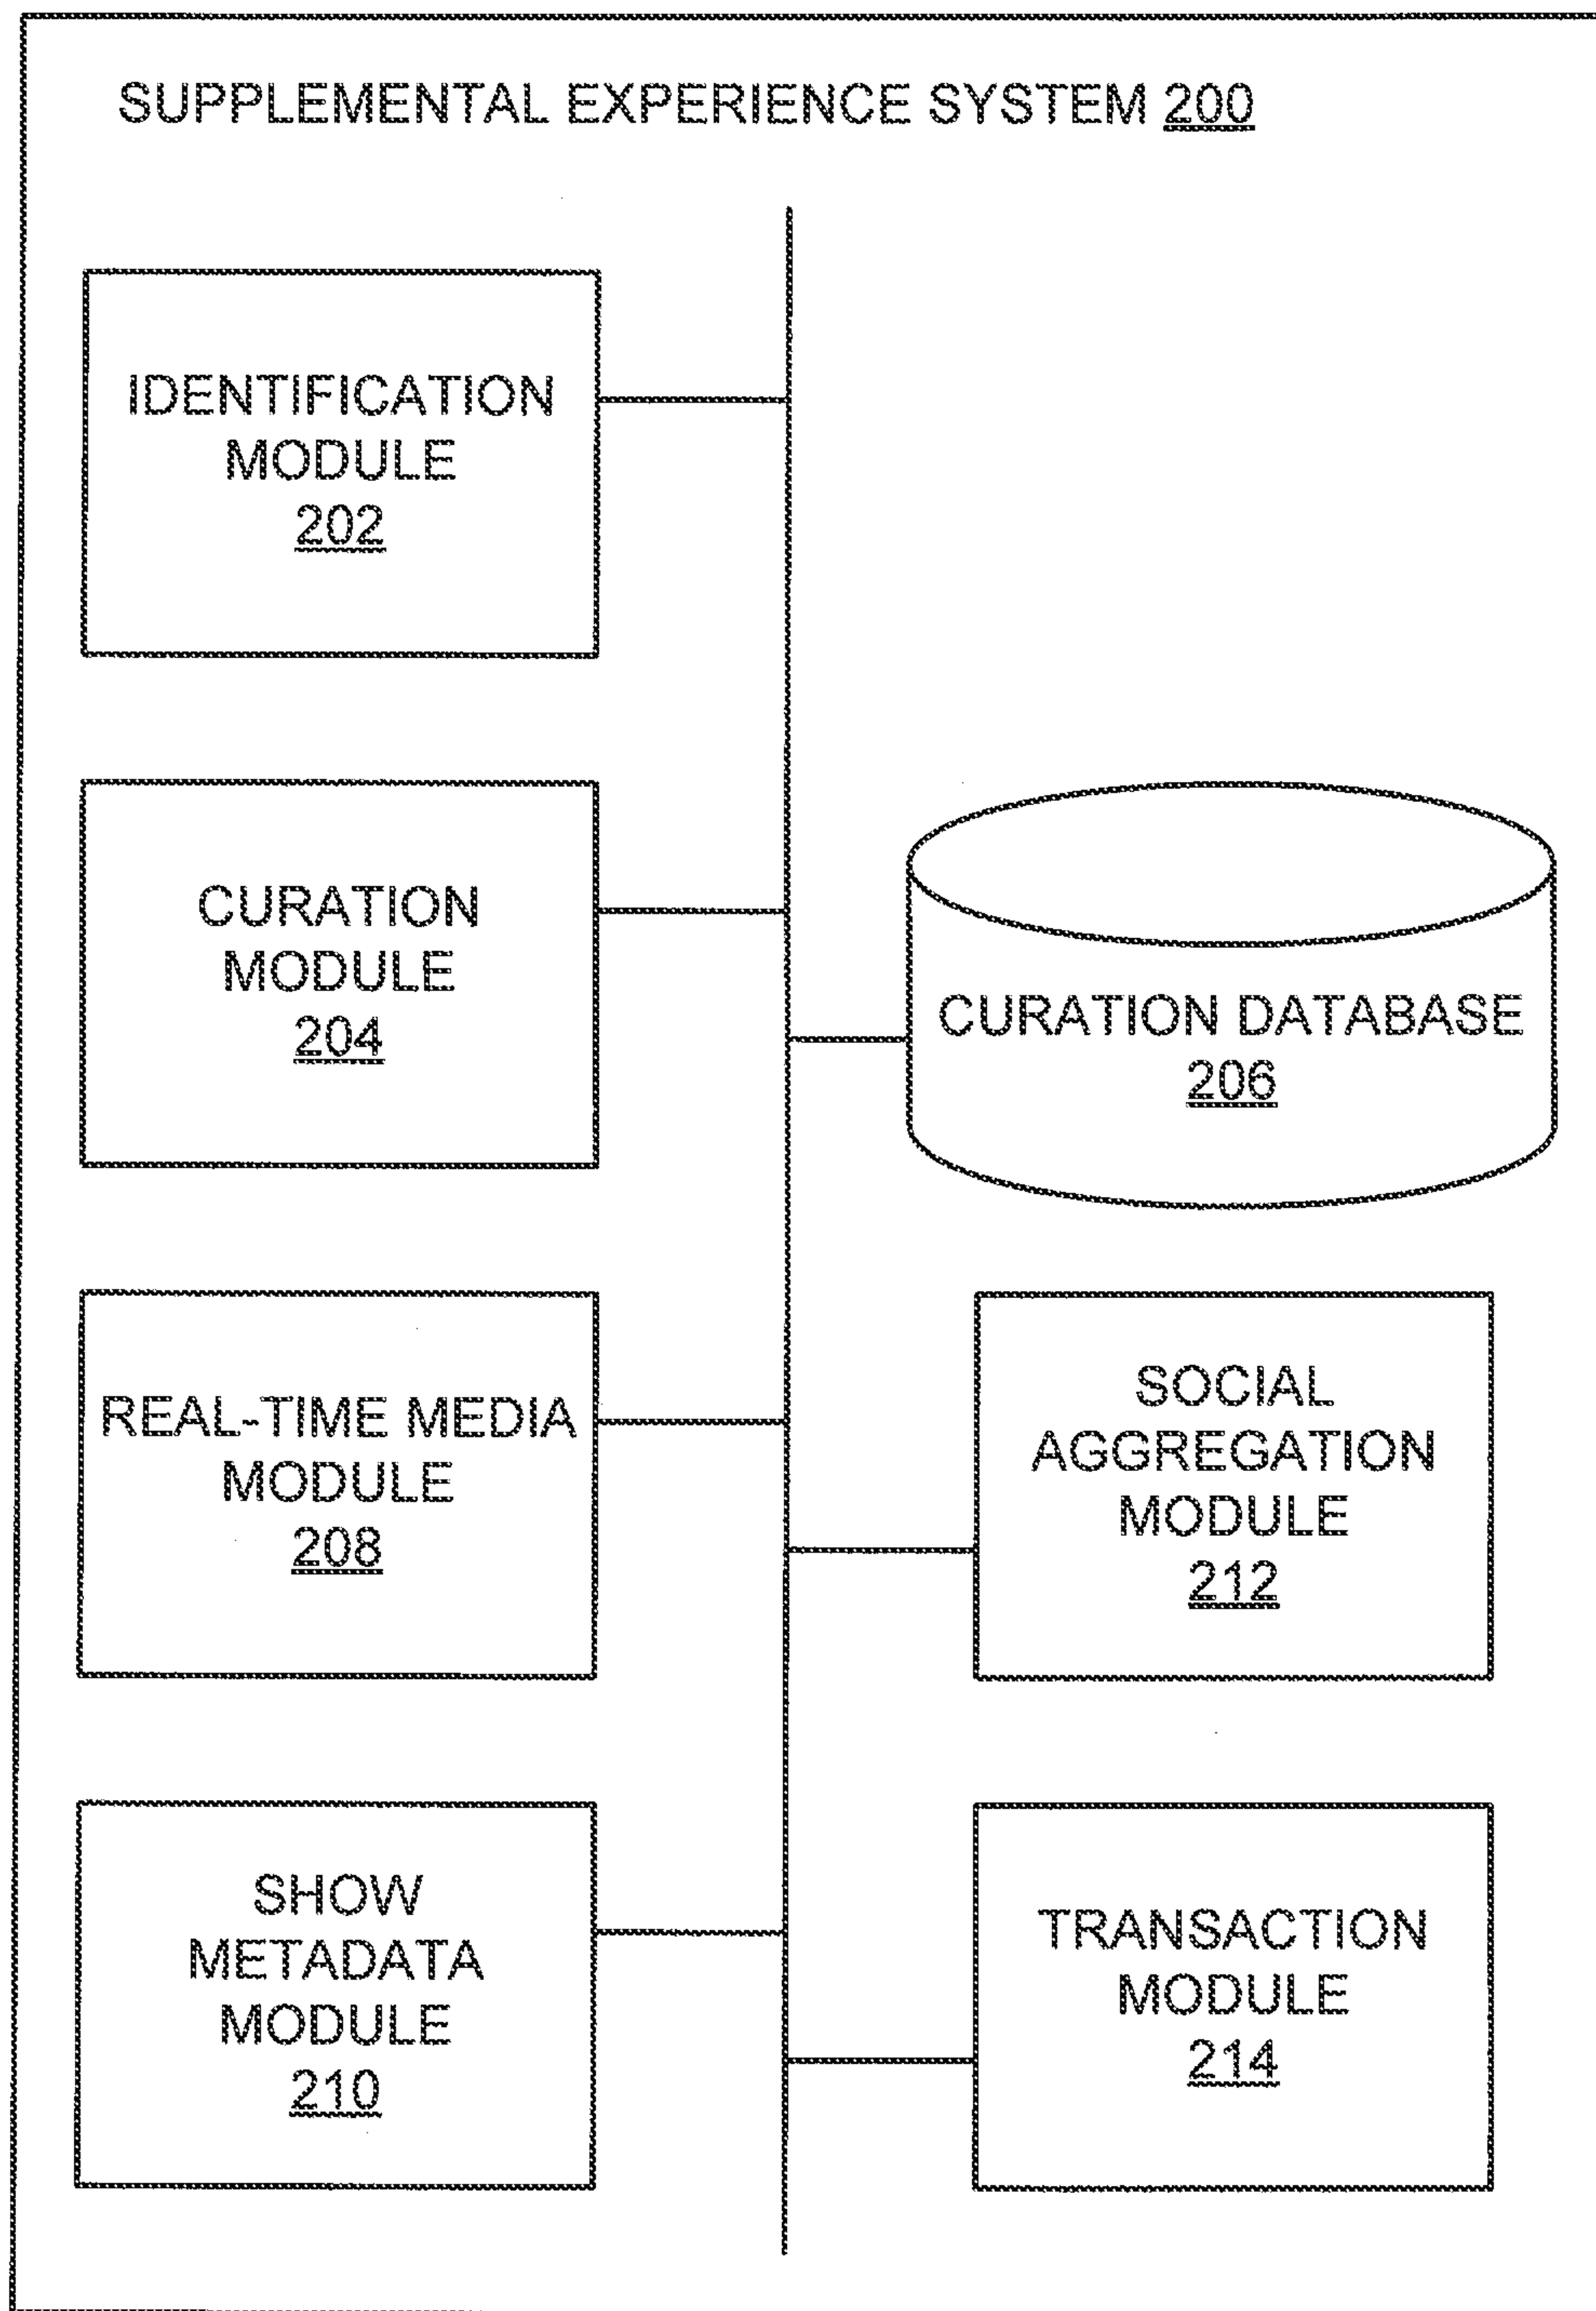 SUPPLEMENTAL EXPERIENCE SYSTEM 200
IDENTIFICATION
MODULE
202
CURATION
MODULE
204
CURATION DATABASE
206
REAL-TIME MEDIA
MODULE
208
SOCIAL
AGGREGATION
MODULE
212
SHOW
METADATA
MODULE
210
TRANSACTION
MODULE
214